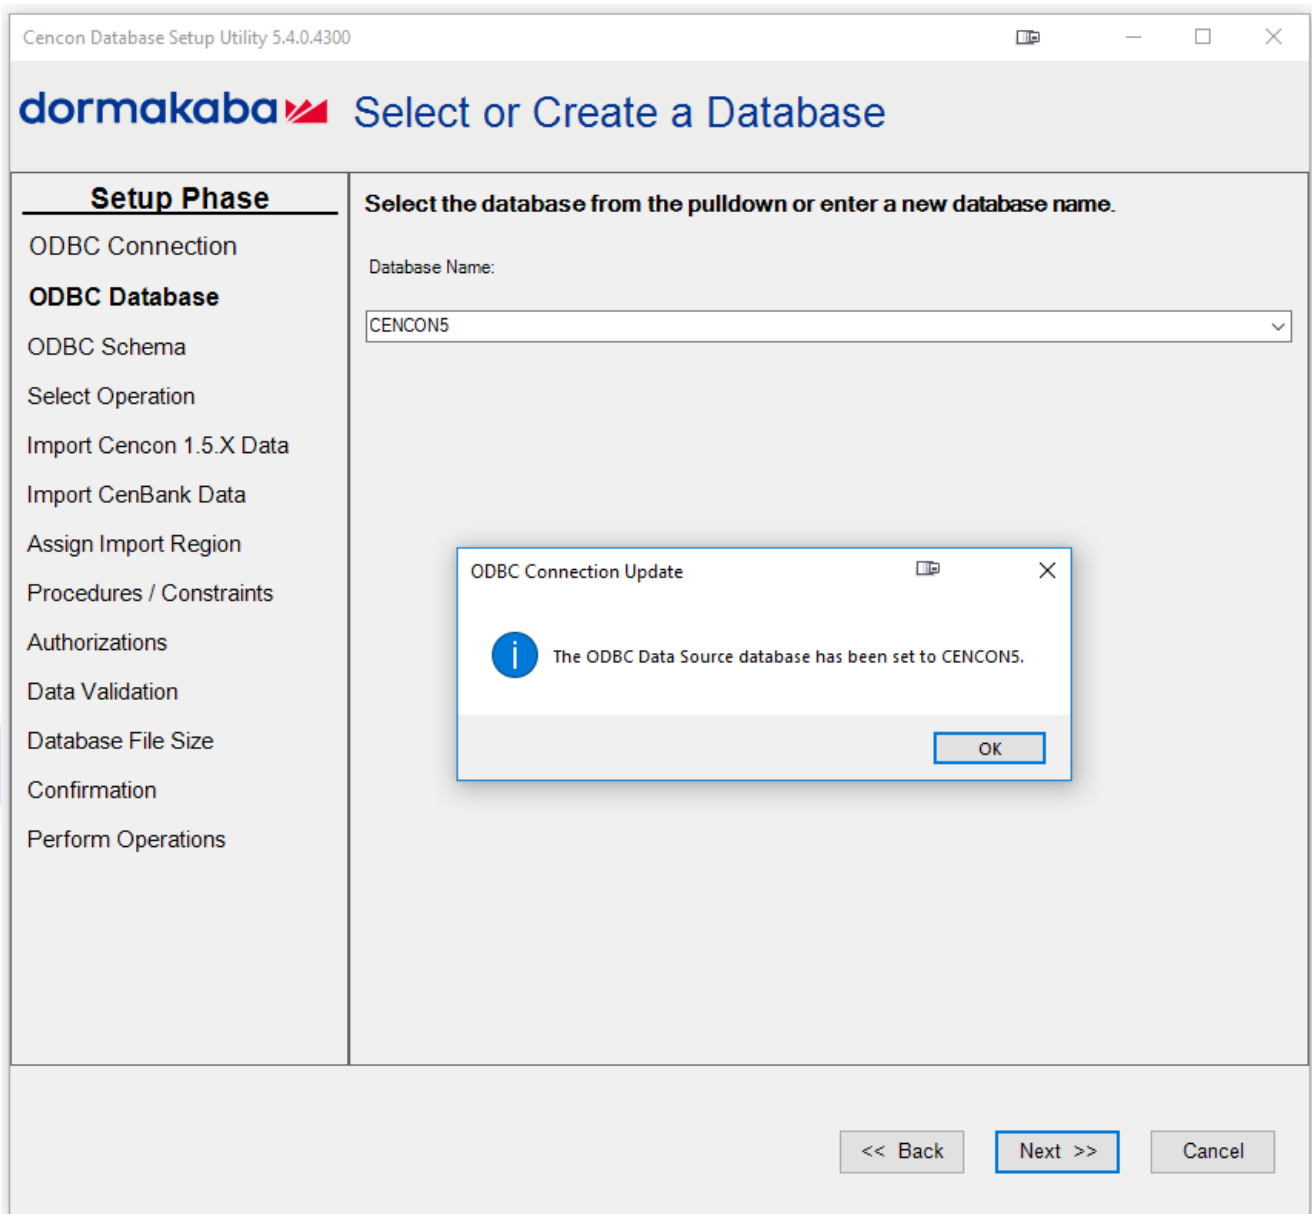 Cencon Database Setup Utility 5.4.0.4300
dormakaba
Select or Create a Database
Setup Phase
ODBC Connection
ODBC Database
ODBC Schema
Select Operation
Import Cencon 1.5.X Data
Import CenBank Data
Assign Import Region
Procedures / Constraints
Authorizations
Data Validation
Database File Size
Confirmation
Perform Operations
Select the database from the pulldown or enter a new database name.
Database Name:
CENCON5
ODBC Connection Update
The ODBC Data Source database has been set to CENCON5.
OK
<< Back
Next >>
Cancel